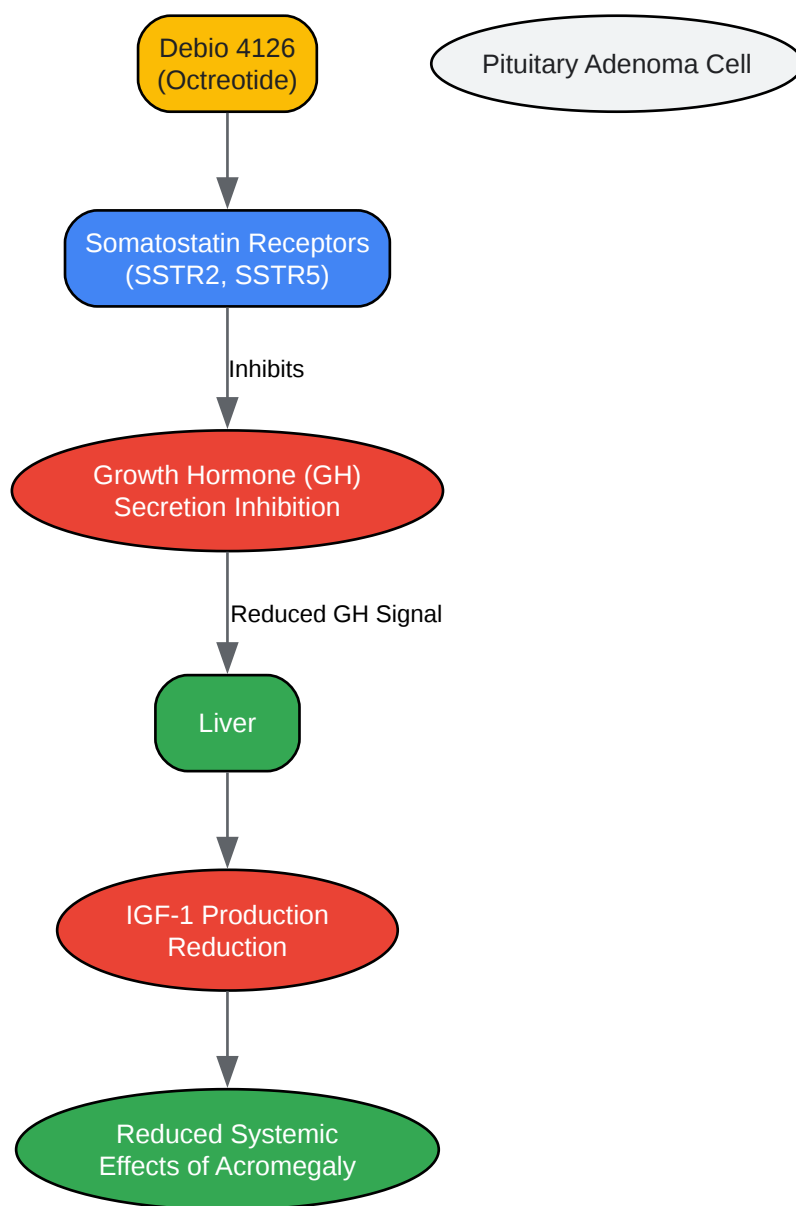 Debio 4126
(Octreotide)
Pituitary Adenoma Cell
Somatostatin Receptors
(SSTR2, SSTR5)
Inhibits
Growth Hormone (GH)
Secretion Inhibition
Reduced GH Signal
Liver
IGF-1 Production
Reduction
Reduced Systemic
Effects of Acromegaly